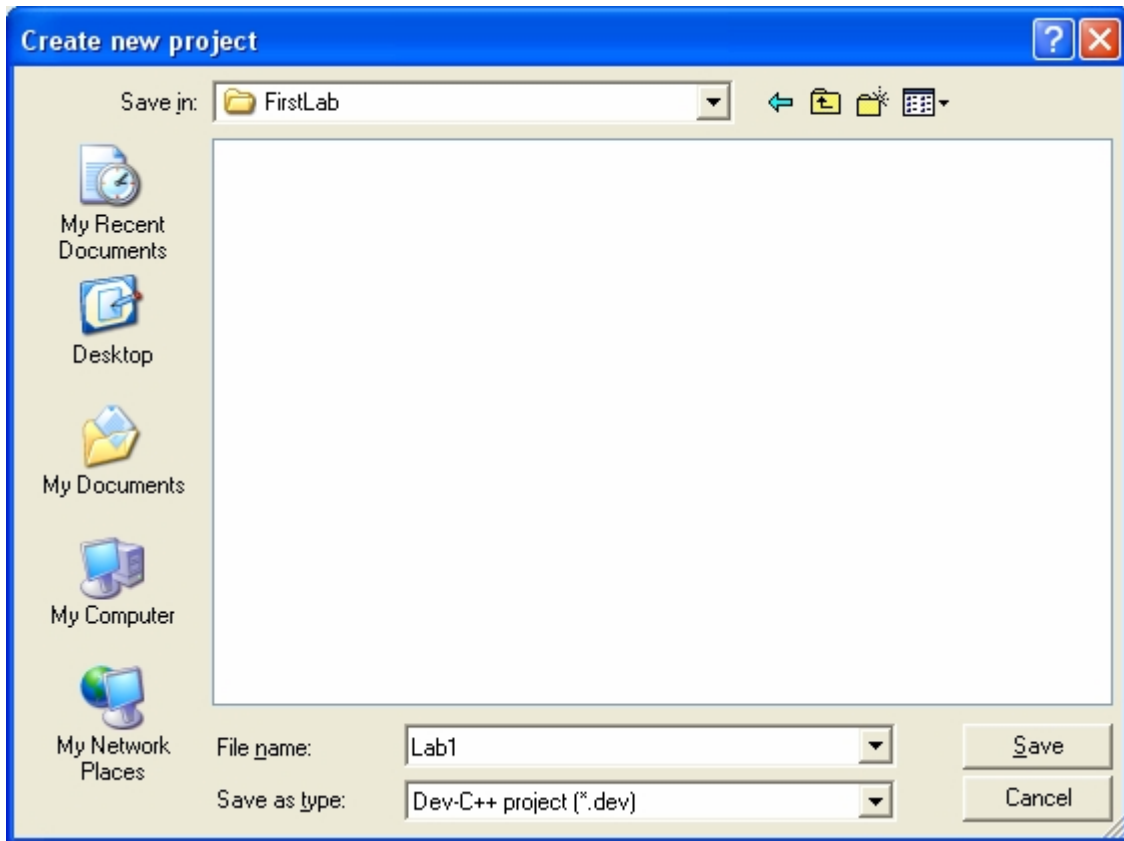 Create new project
Save in: FirstLab
My Recent
Documents
Desktop
My Documents
My Computer
My Network
Places
File name: Lab1 Save
Save as type: Dev-C++ project (*.dev) Cancel